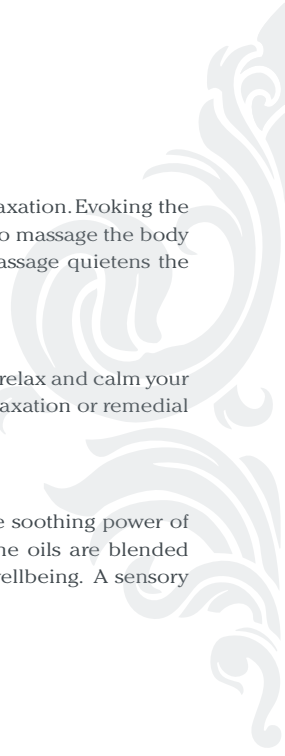 axation. Evoking the
o massage the body
assage quietens the
relax and calm your
axation or remedial
e soothing power of
ne oils are blended
ellbeing. A sensory